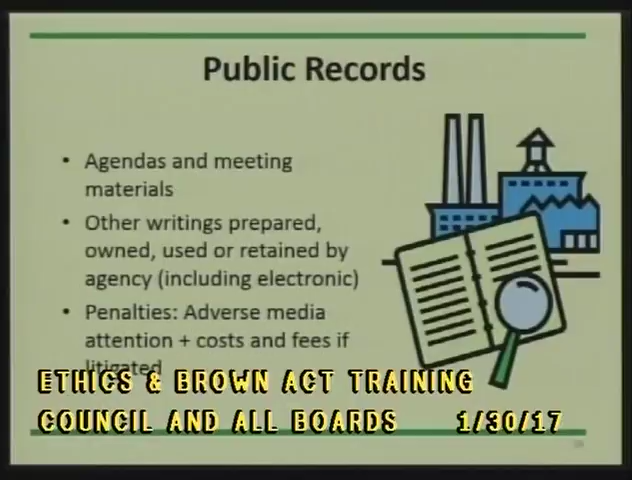 Public Records
• Agendas and meeting
materials
• Other writings prepared,
owned, used or retained by
agency (including electronic)
• Penalties: Adverse media
attention + costs and fees if
litigated
ETHICS & BROWN ACT TRAINING
COUNCIL AND ALL BOARDS 1/30/17